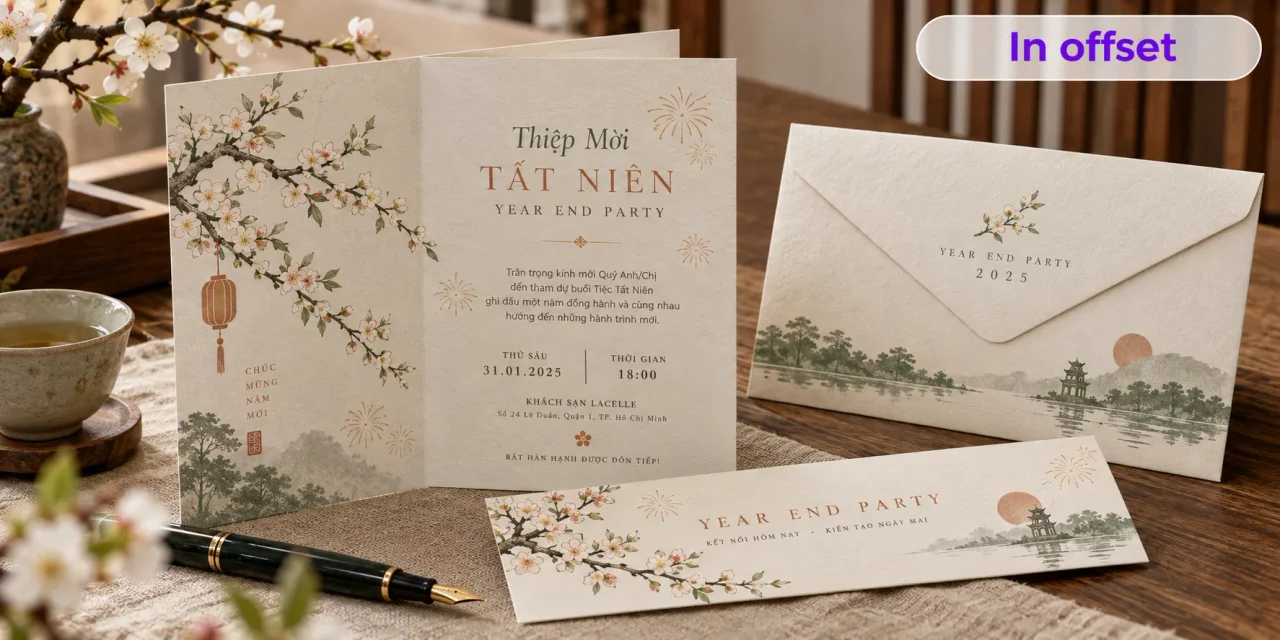 In offset
Thiệp Mời
TẤT NIÊN
YEAR END PARTY
Trân trọng kính mời Quý Anh/Chị
đến tham dự buổi Tiệc Tất Niên
ghi dấu một năm đồng hành và cùng nhau
hướng đến những hành trình mới.
THỨ SÁU
31.01.2025
THỜI GIAN
18:00
KHÁCH SẠN LACELLE
Số 24 Lê Duẩn, Quận 1, TP. Hồ Chí Minh
RẤT HÂN HẠNH ĐƯỢC ĐÓN TIẾP!
CHÚC
MỪNG
NĂM
MỚI
YEAR END PARTY
2025
YEAR END PARTY
KẾT NỐI HÔM NAY • KIẾN TẠO NGÀY MAI